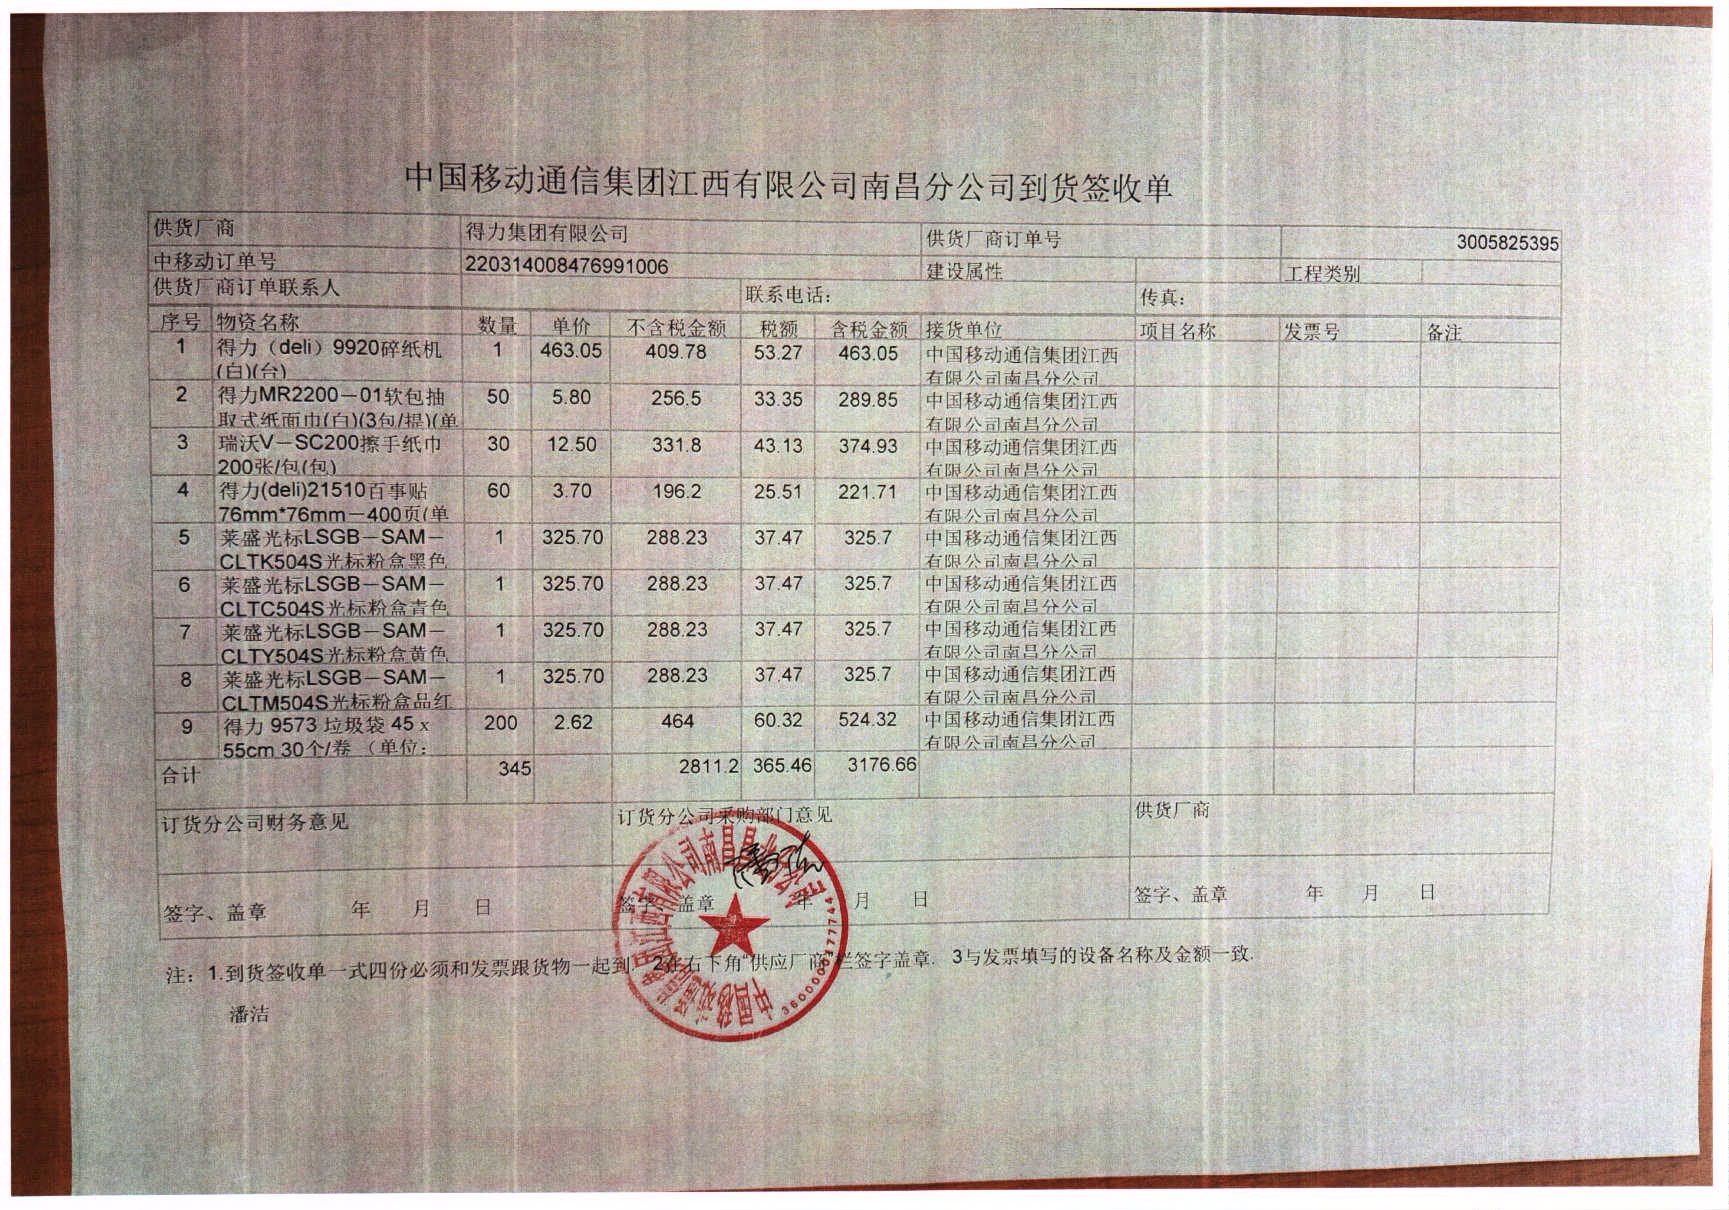 中国移动通信集团江西有限公司南昌分公司到货签收单
供货厂商 得力集团有限公司 供货厂商订单号 3005825395
中移动订单号 220314008476991006 建设属性 工程类别
供货厂商订单联系人 联系电话： 传真：
序号 物资名称 数量 单价 不含税金额 税额 含税金额 接货单位 项目名称 发票号 备注
1 得力（deli）9920碎纸机 1 463.05 409.78 53.27 463.05 中国移动通信集团江西
(白)(台) 有限公司南昌分公司
2 得力MR2200－01软包抽 50 5.80 256.5 33.35 289.85 中国移动通信集团江西
取式纸面巾(白)(3包/提)(单 有限公司南昌分公司
3 瑞沃V－SC200擦手纸巾 30 12.50 331.8 43.13 374.93 中国移动通信集团江西
200张/包(包) 有限公司南昌分公司
4 得力(deli)21510百事贴 60 3.70 196.2 25.51 221.71 中国移动通信集团江西
76mm*76mm－400页(单 有限公司南昌分公司
5 莱盛光标LSGB－SAM－ 1 325.70 288.23 37.47 325.7 中国移动通信集团江西
CLTK504S光标粉盒黑色 有限公司南昌分公司
6 莱盛光标LSGB－SAM－ 1 325.70 288.23 37.47 325.7 中国移动通信集团江西
CLTC504S光标粉盒青色 有限公司南昌分公司
7 莱盛光标LSGB－SAM－ 1 325.70 288.23 37.47 325.7 中国移动通信集团江西
CLTY504S光标粉盒黄色 有限公司南昌分公司
8 莱盛光标LSGB－SAM－ 1 325.70 288.23 37.47 325.7 中国移动通信集团江西
CLTM504S光标粉盒品红 有限公司南昌分公司
9 得力 9573 垃圾袋 45 x 200 2.62 464 60.32 524.32 中国移动通信集团江西
55cm 30个/卷 （单位： 有限公司南昌分公司
合计 345 2811.2 365.46 3176.66
订货分公司财务意见 订货分公司采购部门意见 供货厂商
签字、盖章 年 月 日 签字、盖章 年 月 日 签字、盖章 年 月 日
3600000377744
注： 1.到货签收单一式四份必须和发票跟货物一起到 2在右下角“供应厂商”栏签字盖章. 3与发票填写的设备名称及金额一致.
潘洁